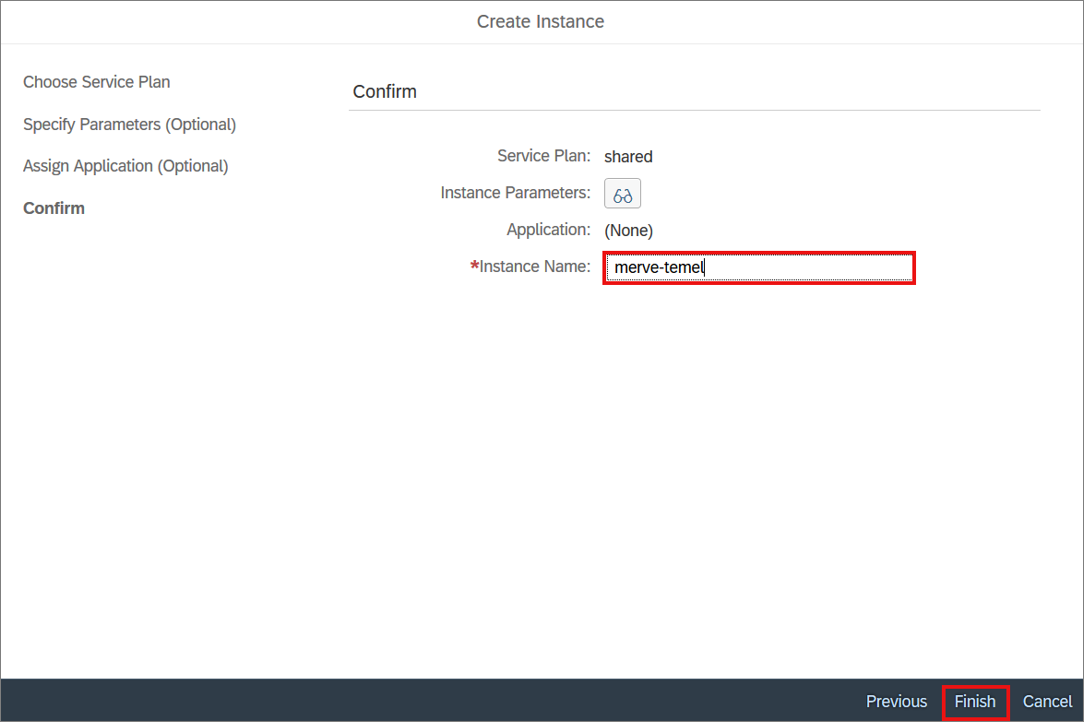 Create Instance
Choose Service Plan
Specify Parameters (Optional)
Assign Application (Optional)
Confirm
Confirm
Service Plan: shared
Instance Parameters:
Application: (None)
*Instance Name: merve-temel
Previous Finish Cancel